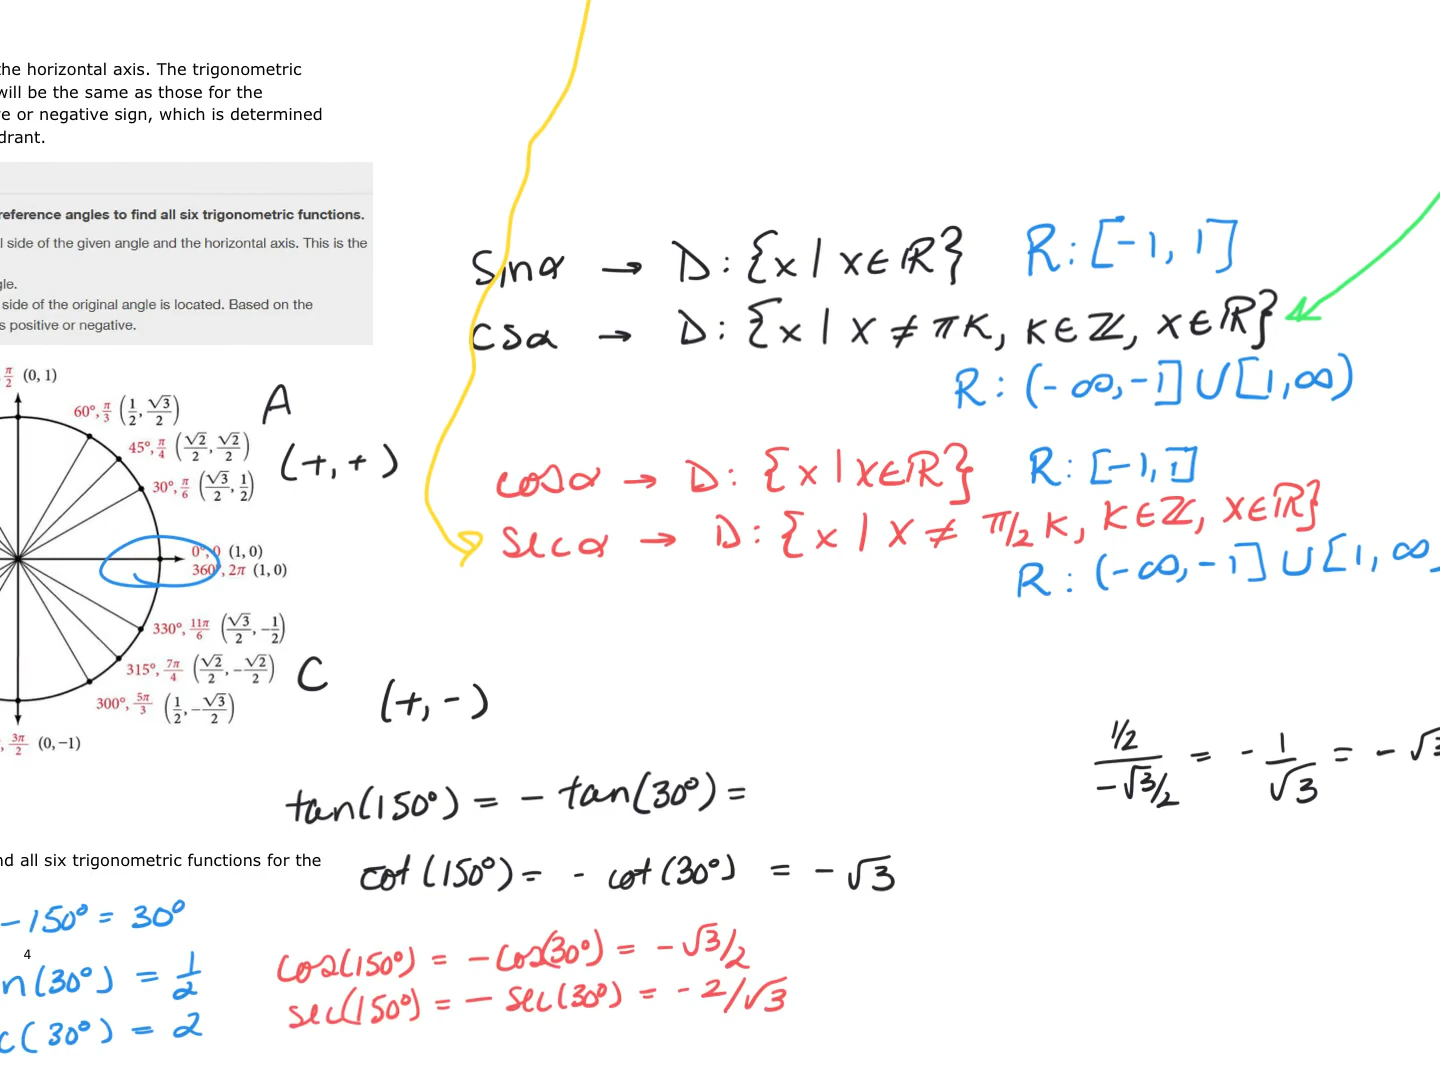 the horizontal axis. The trigonometric
will be the same as those for the
e or negative sign, which is determined
drant.
reference angles to find all six trigonometric functions.
l side of the given angle and the horizontal axis. This is the
gle.
side of the original angle is located. Based on the
s positive or negative.
sinα → D: {x | x∈ℝ} R: [-1, 1]
csα → D: {x | x ≠ πk, k∈ℤ, x∈ℝ}
R: (-∞, -1] ∪ [1, ∞)
cosα → D: {x | x∈ℝ} R: [-1, 1]
secα → D: {x | x ≠ π/2 k, k∈ℤ, x∈ℝ}
R: (-∞, -1] ∪ [1, ∞
π/2 (0, 1)
60°, π/3 (1/2, √3/2)
A
45°, π/4 (√2/2, √2/2)
(+, +)
30°, π/6 (√3/2, 1/2)
0°, 0 (1, 0)
360°, 2π (1, 0)
330°, 11π/6 (√3/2, -1/2)
315°, 7π/4 (√2/2, -√2/2)
C
300°, 5π/3 (1/2, -√3/2)
(+, -)
, 3π/2 (0, -1)
1/2 / -√3/2 = - 1/√3 = - √3
tan(150°) = - tan(30°) =
nd all six trigonometric functions for the
cot(150°) = - cot(30°) = - √3
- 150° = 30°
4
n(30°) = 1/2
c(30°) = 2
cos(150°) = -cos(30°) = - √3/2
sec(150°) = - sec(30°) = - 2/√3